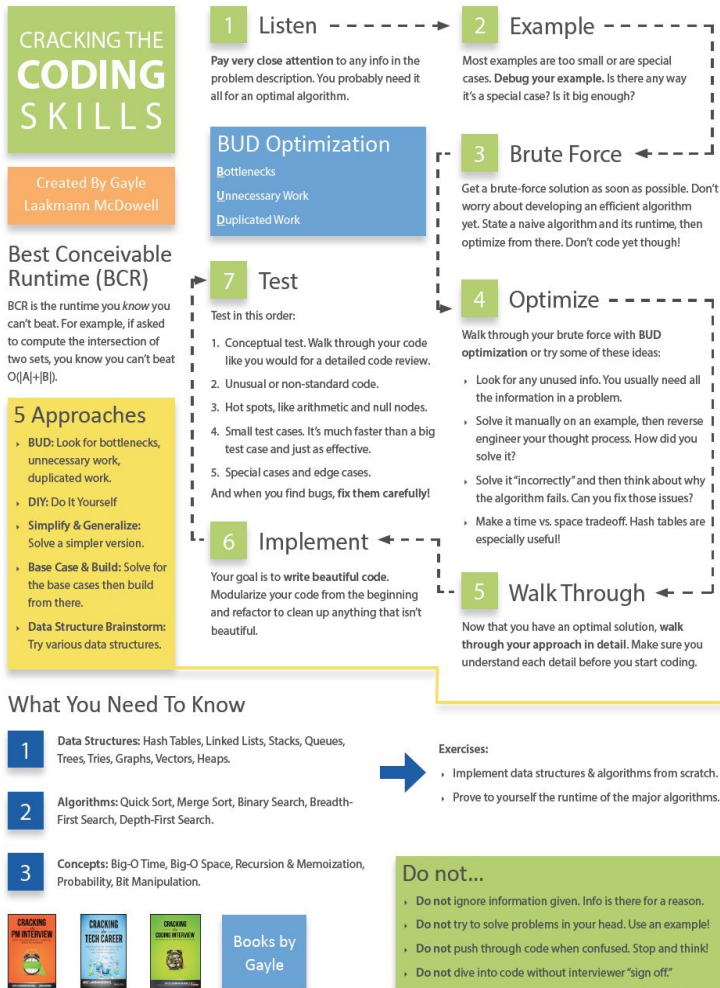 CRACKING THE
CODING
SKILLS
Created By Gayle
Laakmann McDowell
Best Conceivable
Runtime (BCR)
BCR is the runtime you know you
can't beat. For example, if asked
to compute the intersection of
two sets, you know you can't beat
O(|A|+|B|).
5 Approaches
BUD: Look for bottlenecks,
unnecessary work,
duplicated work.
DIY: Do It Yourself
Simplify & Generalize:
Solve a simpler version.
Base Case & Build: Solve for
the base cases then build
from there.
Data Structure Brainstorm:
Try various data structures.
1 Listen
Pay very close attention to any info in the
problem description. You probably need it
all for an optimal algorithm.
BUD Optimization
Bottlenecks
Unnecessary Work
Duplicated Work
2 Example
Most examples are too small or are special
cases. Debug your example. Is there any way
it's a special case? Is it big enough?
3 Brute Force
Get a brute-force solution as soon as possible. Don't
worry about developing an efficient algorithm
yet. State a naive algorithm and its runtime, then
optimize from there. Don't code yet though!
4 Optimize
Walk through your brute force with BUD
optimization or try some of these ideas:
Look for any unused info. You usually need all
the information in a problem.
Solve it manually on an example, then reverse
engineer your thought process. How did you
solve it?
Solve it "incorrectly" and then think about why
the algorithm fails. Can you fix those issues?
Make a time vs. space tradeoff. Hash tables are
especially useful!
5 Walk Through
Now that you have an optimal solution, walk
through your approach in detail. Make sure you
understand each detail before you start coding.
6 Implement
Your goal is to write beautiful code.
Modularize your code from the beginning
and refactor to clean up anything that isn't
beautiful.
7 Test
Test in this order:
1. Conceptual test. Walk through your code
like you would for a detailed code review.
2. Unusual or non-standard code.
3. Hot spots, like arithmetic and null nodes.
4. Small test cases. It's much faster than a big
test case and just as effective.
5. Special cases and edge cases.
And when you find bugs, fix them carefully!
What You Need To Know
1 Data Structures: Hash Tables, Linked Lists, Stacks, Queues,
Trees, Tries, Graphs, Vectors, Heaps.
2 Algorithms: Quick Sort, Merge Sort, Binary Search, Breadth-
First Search, Depth-First Search.
3 Concepts: Big-O Time, Big-O Space, Recursion & Memoization,
Probability, Bit Manipulation.
Exercises:
Implement data structures & algorithms from scratch.
Prove to yourself the runtime of the major algorithms.
CRACKING
the
PM INTERVIEW
CRACKING
the
TECH CAREER
CRACKING
the
CODING INTERVIEW
Books by
Gayle
Do not...
Do not ignore information given. Info is there for a reason.
Do not try to solve problems in your head. Use an example!
Do not push through code when confused. Stop and think!
Do not dive into code without interviewer "sign off."